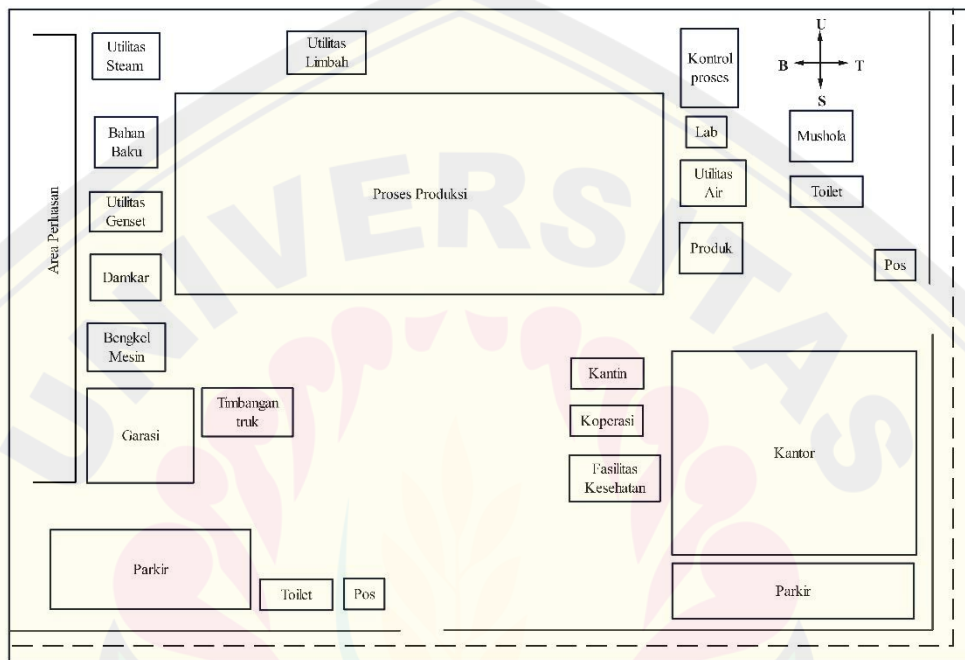 Utilitas
Steam
Utilitas
Limbah
Kontrol
proses
U
B
T
S
Bahan
Baku
Lab
Mushola
Proses Produksi
Utilitas
Air
Toilet
Utilitas
Genset
Area Perluasan
Produk
Pos
Damkar
Bengkel
Mesin
Kantin
Timbangan
truk
Koperasi
Garasi
Kantor
Fasilitas
Kesehatan
Parkir
Toilet
Pos
Parkir
UNIVERSITAS